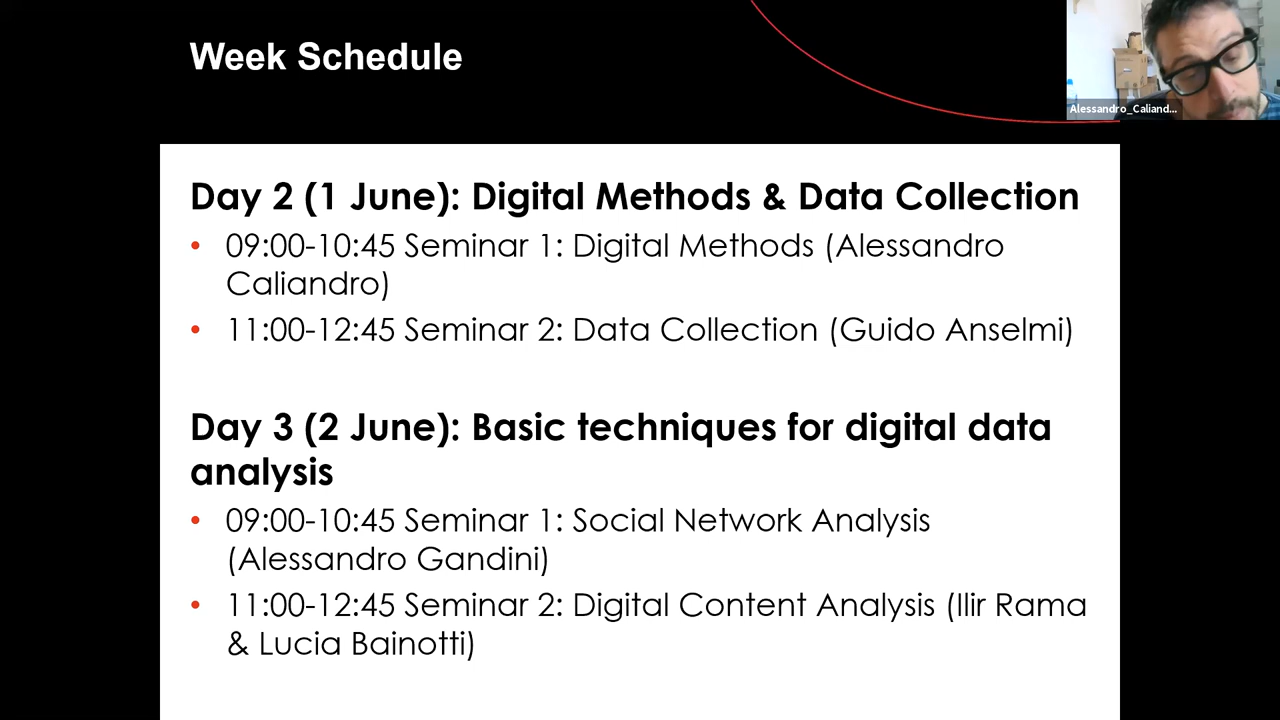 Week Schedule
Alessandro_Caliand...
Day 2 (1 June): Digital Methods & Data Collection
• 09:00-10:45 Seminar 1: Digital Methods (Alessandro
Caliandro)
• 11:00-12:45 Seminar 2: Data Collection (Guido Anselmi)
Day 3 (2 June): Basic techniques for digital data
analysis
• 09:00-10:45 Seminar 1: Social Network Analysis
(Alessandro Gandini)
• 11:00-12:45 Seminar 2: Digital Content Analysis (Ilir Rama
& Lucia Bainotti)